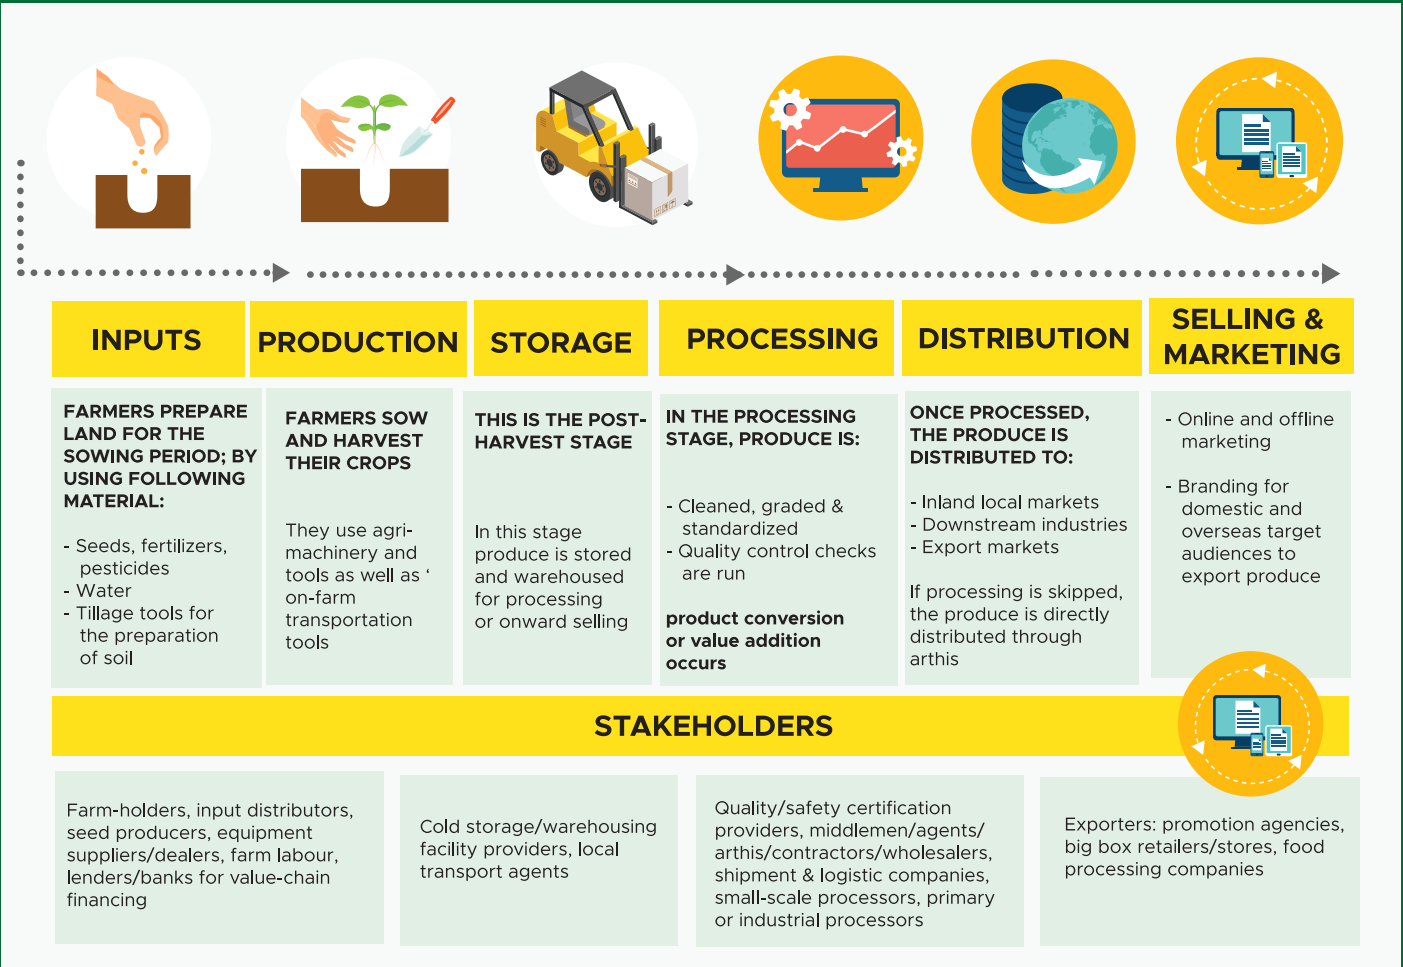 INPUTS
FARMERS PREPARE
LAND FOR THE
SOWING PERIOD; BY
USING FOLLOWING
MATERIAL:
- Seeds, fertilizers,
pesticides
- Water
- Tillage tools for
the preparation
of soil
PRODUCTION
FARMERS SOW
AND HARVEST
THEIR CROPS
They use agri-
machinery and
tools as well as ‘
on-farm
transportation
tools
STORAGE
THIS IS THE POST-
HARVEST STAGE
In this stage
produce is stored
and warehoused
for processing
or onward selling
PROCESSING
IN THE PROCESSING
STAGE, PRODUCE IS:
- Cleaned, graded &
standardized
- Quality control checks
are run
product conversion
or value addition
occurs
DISTRIBUTION
ONCE PROCESSED,
THE PRODUCE IS
DISTRIBUTED TO:
- Inland local markets
- Downstream industries
- Export markets
If processing is skipped,
the produce is directly
distributed through
arthis
SELLING &
MARKETING
- Online and offline
marketing
- Branding for
domestic and
overseas target
audiences to
export produce
STAKEHOLDERS
Farm-holders, input distributors,
seed producers, equipment
suppliers/dealers, farm labour,
lenders/banks for value-chain
financing
Cold storage/warehousing
facility providers, local
transport agents
Quality/safety certification
providers, middlemen/agents/
arthis/contractors/wholesalers,
shipment & logistic companies,
small-scale processors, primary
or industrial processors
Exporters: promotion agencies,
big box retailers/stores, food
processing companies